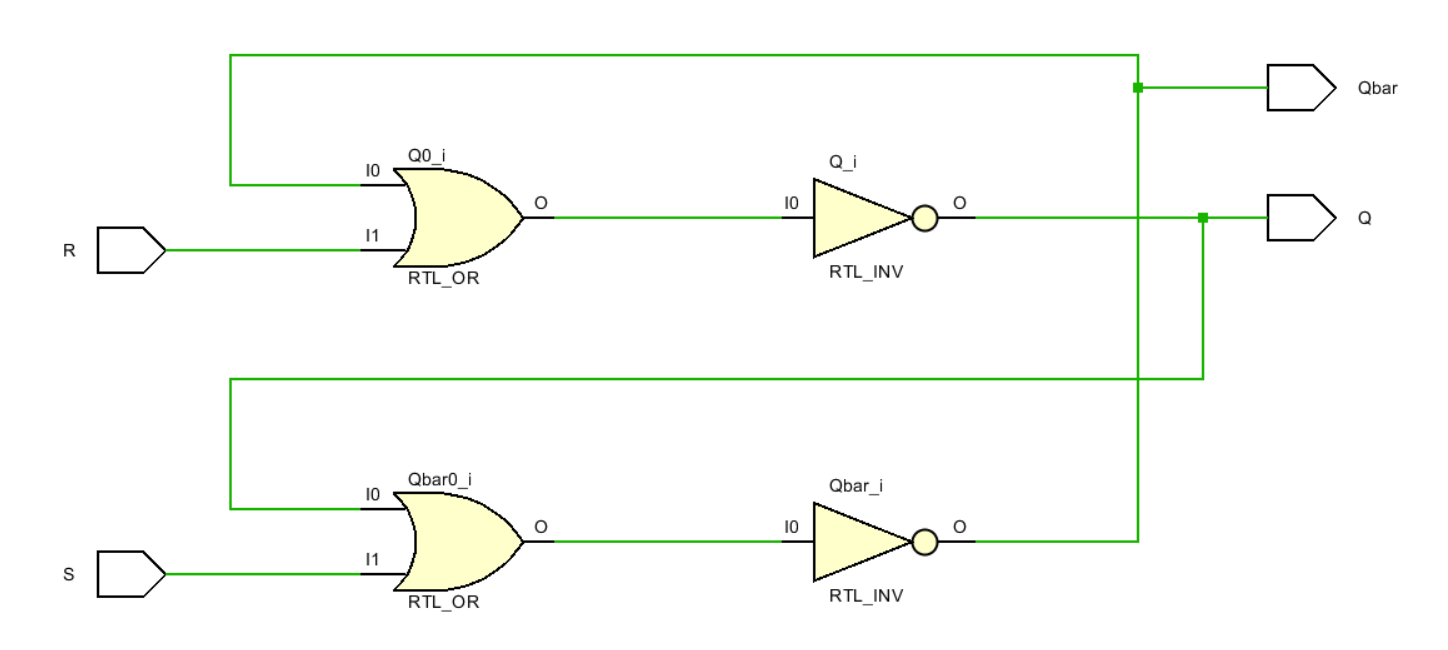 Qbar
Q0_i
Q_i
I0
O
I0
O
Q
I1
R
RTL_OR
RTL_INV
Qbar0_i
Qbar_i
I0
O
I0
O
I1
S
RTL_OR
RTL_INV